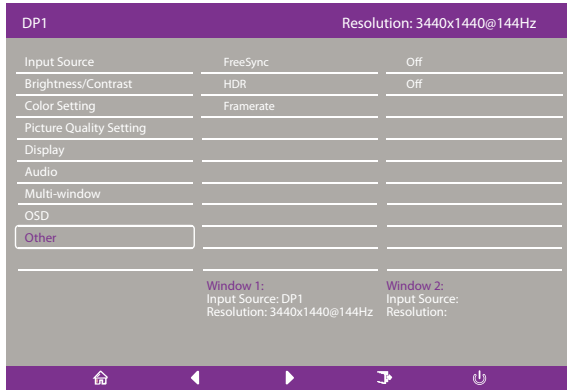 DP1 Resolution: 3440x1440@144Hz
Input Source FreeSync Off
Brightness/Contrast HDR Off
Color Setting Framerate
Picture Quality Setting
Display
Audio
Multi-window
OSD
Other
Window 1: Window 2:
Input Source: DP1 Input Source:
Resolution: 3440x1440@144Hz Resolution: